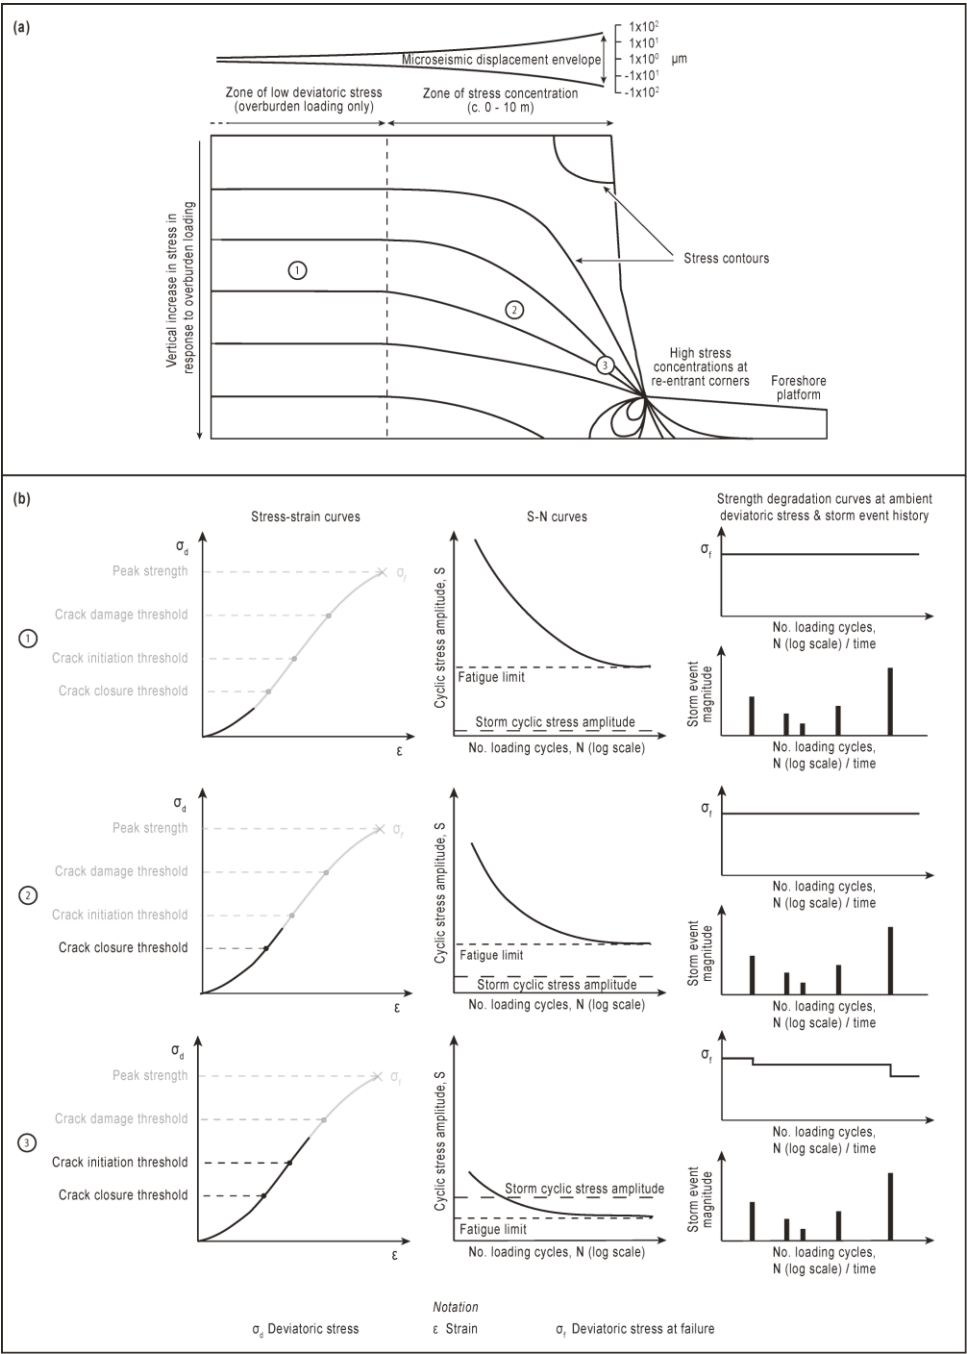 (a)
1x10²
1x10¹
1x10⁰
-1x10¹
-1x10²
μm
Microseismic displacement envelope
Zone of low deviatoric stress
(overburden loading only)
Zone of stress concentration
(c. 0 - 10 m)
Vertical increase in stress in
response to overburden loading
1
2
3
Stress contours
High stress
concentrations at
re-entrant corners
Foreshore
platform
(b)
Stress-strain curves
S-N curves
Strength degradation curves at ambient
deviatoric stress & storm event history
1
σd
Peak strength
σf
Crack damage threshold
Crack initiation threshold
Crack closure threshold
ε
Cyclic stress amplitude, S
Fatigue limit
Storm cyclic stress amplitude
No. loading cycles, N (log scale)
σf
No. loading cycles,
N (log scale) / time
Storm event
magnitude
No. loading cycles,
N (log scale) / time
2
σd
Peak strength
σf
Crack damage threshold
Crack initiation threshold
Crack closure threshold
ε
Cyclic stress amplitude, S
Fatigue limit
Storm cyclic stress amplitude
No. loading cycles, N (log scale)
σf
No. loading cycles,
N (log scale) / time
Storm event
magnitude
No. loading cycles,
N (log scale) / time
3
σd
Peak strength
σf
Crack damage threshold
Crack initiation threshold
Crack closure threshold
ε
Cyclic stress amplitude, S
Storm cyclic stress amplitude
Fatigue limit
No. loading cycles, N (log scale)
σf
No. loading cycles,
N (log scale) / time
Storm event
magnitude
No. loading cycles,
N (log scale) / time
Notation
σd Deviatoric stress
ε Strain
σf Deviatoric stress at failure